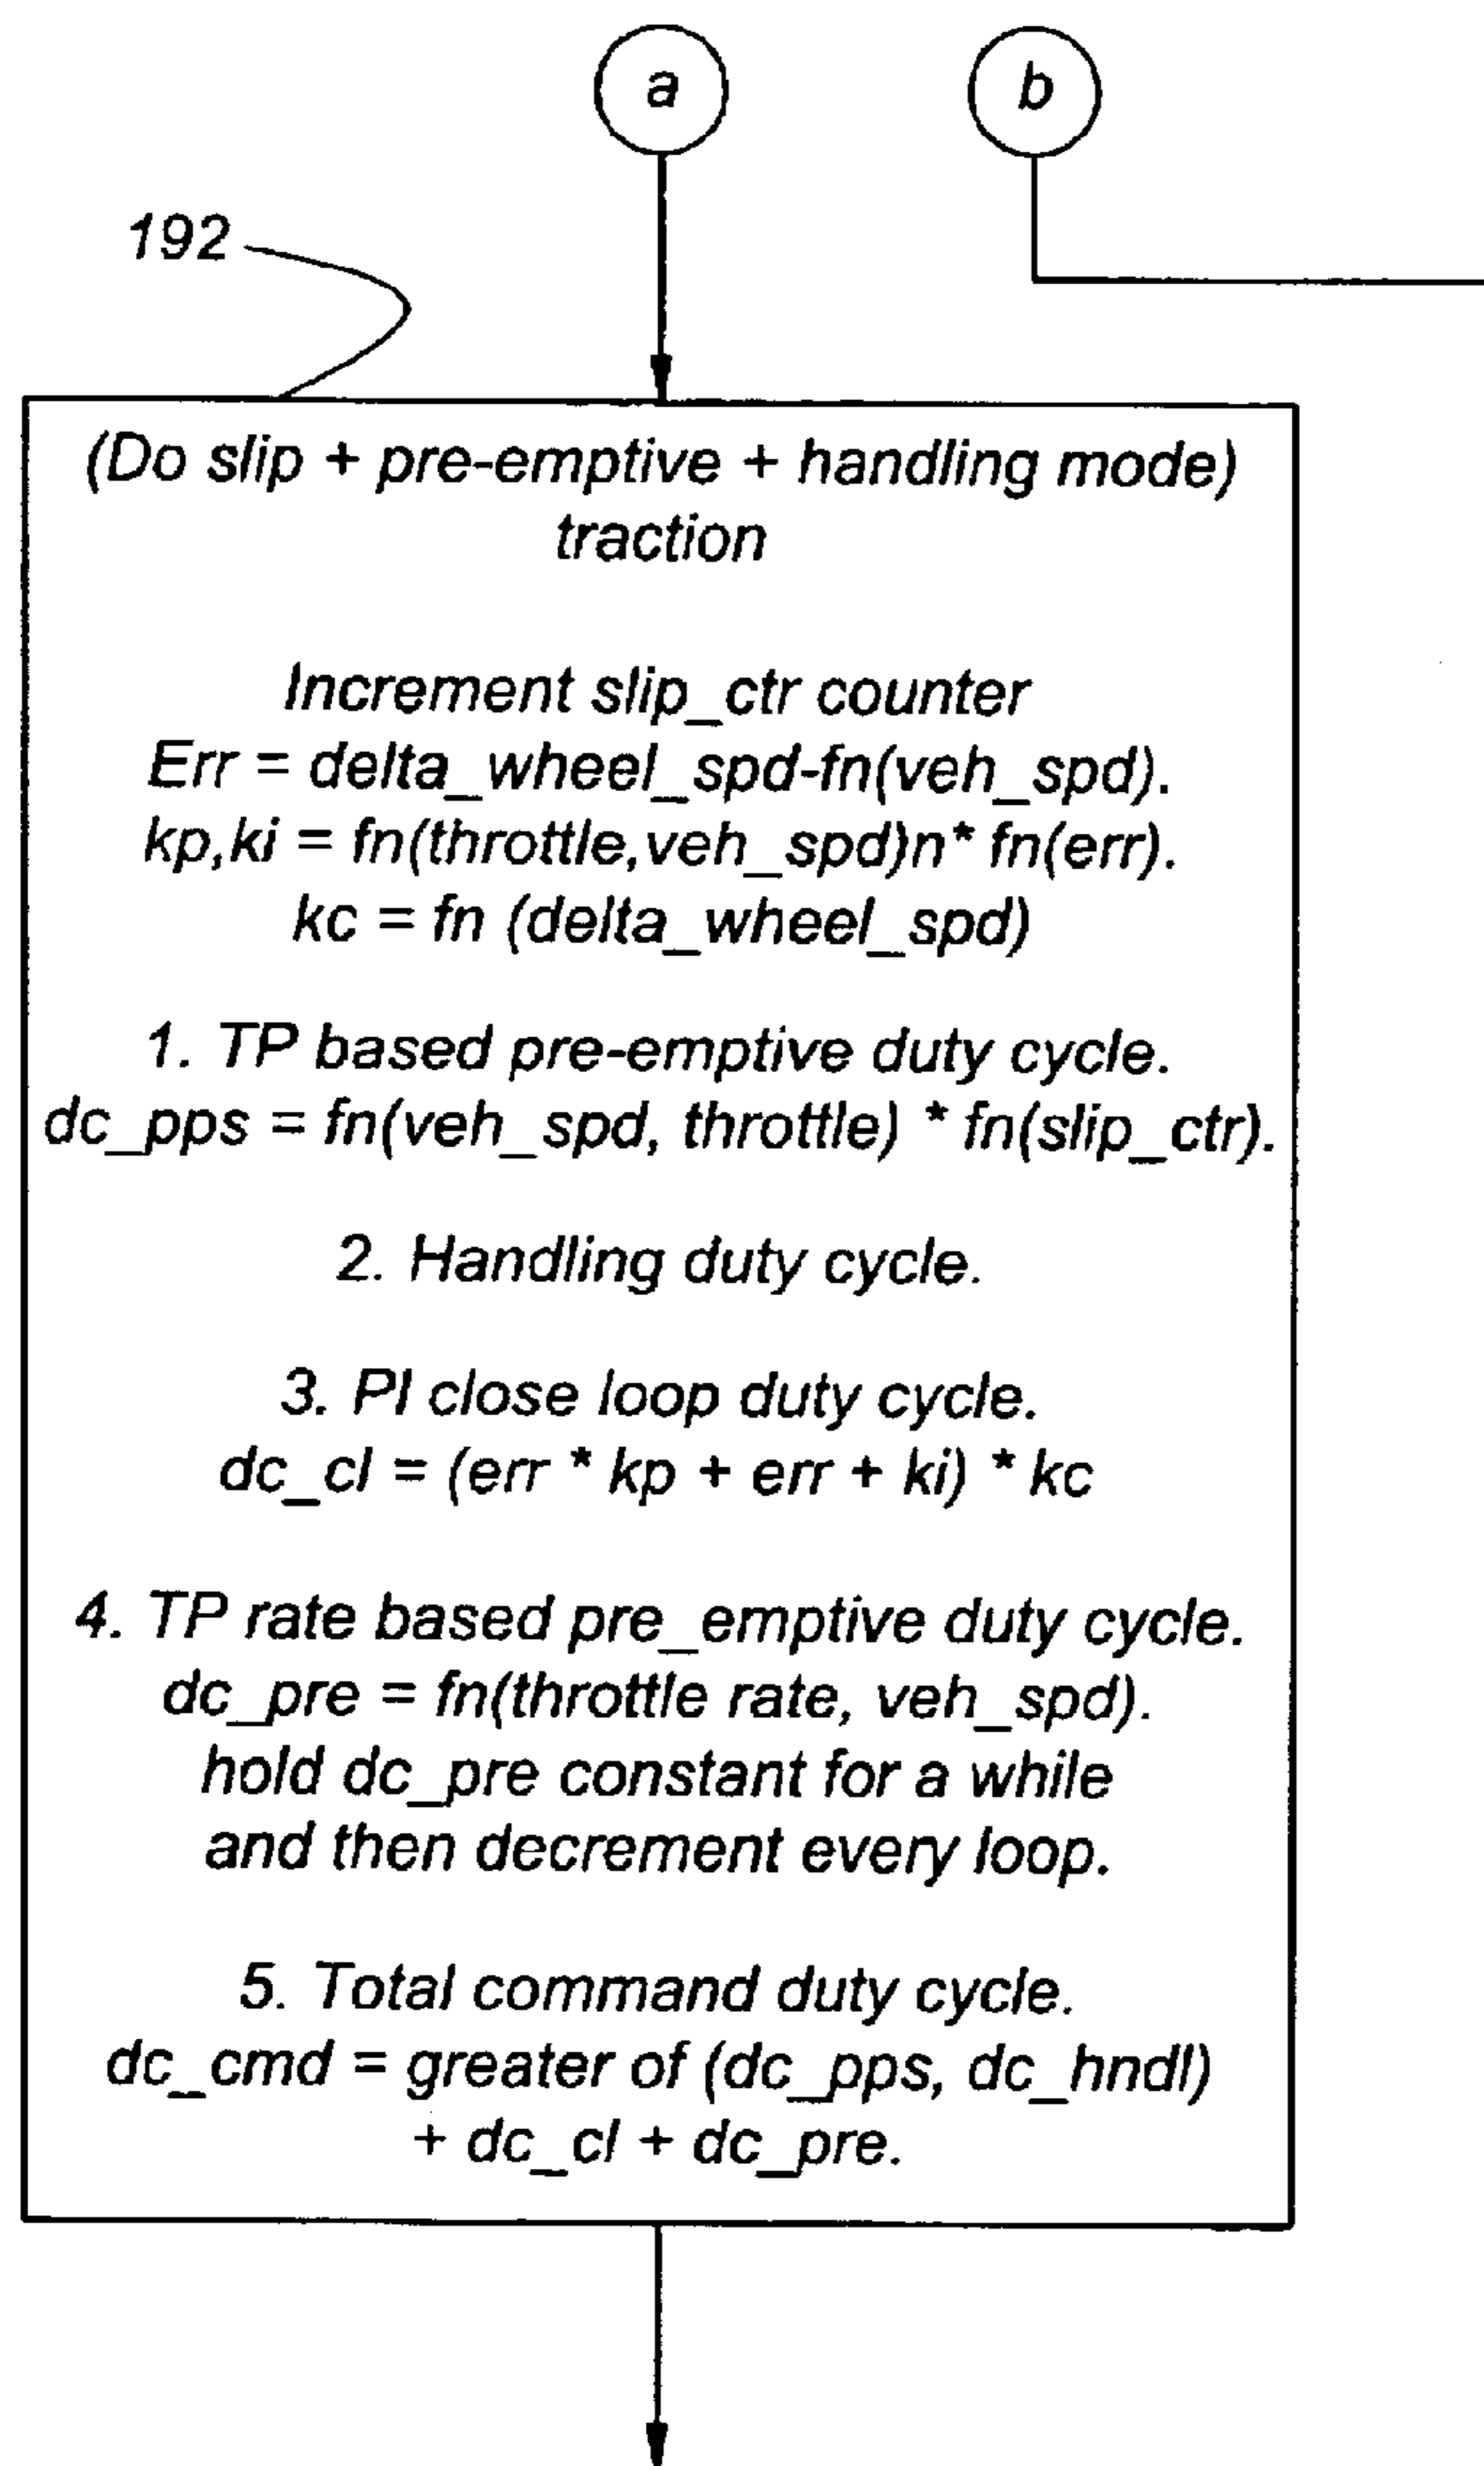 a
b
192
(Do slip + pre-emptive + handling mode)
traction
Increment slip_ctr counter
Err = delta_wheel_spd-fn(veh_spd).
kp,ki = fn(throttle,veh_spd)n* fn(err).
kc = fn (delta_wheel_spd)
1. TP based pre-emptive duty cycle.
dc_pps = fn(veh_spd, throttle) * fn(slip_ctr).
2. Handling duty cycle.
3. PI close loop duty cycle.
dc_cl = (err * kp + err + ki) * kc
4. TP rate based pre_emptive duty cycle.
dc_pre = fn(throttle rate, veh_spd).
hold dc_pre constant for a while
and then decrement every loop.
5. Total command duty cycle.
dc_cmd = greater of (dc_pps, dc_hndl)
+ dc_cl + dc_pre.